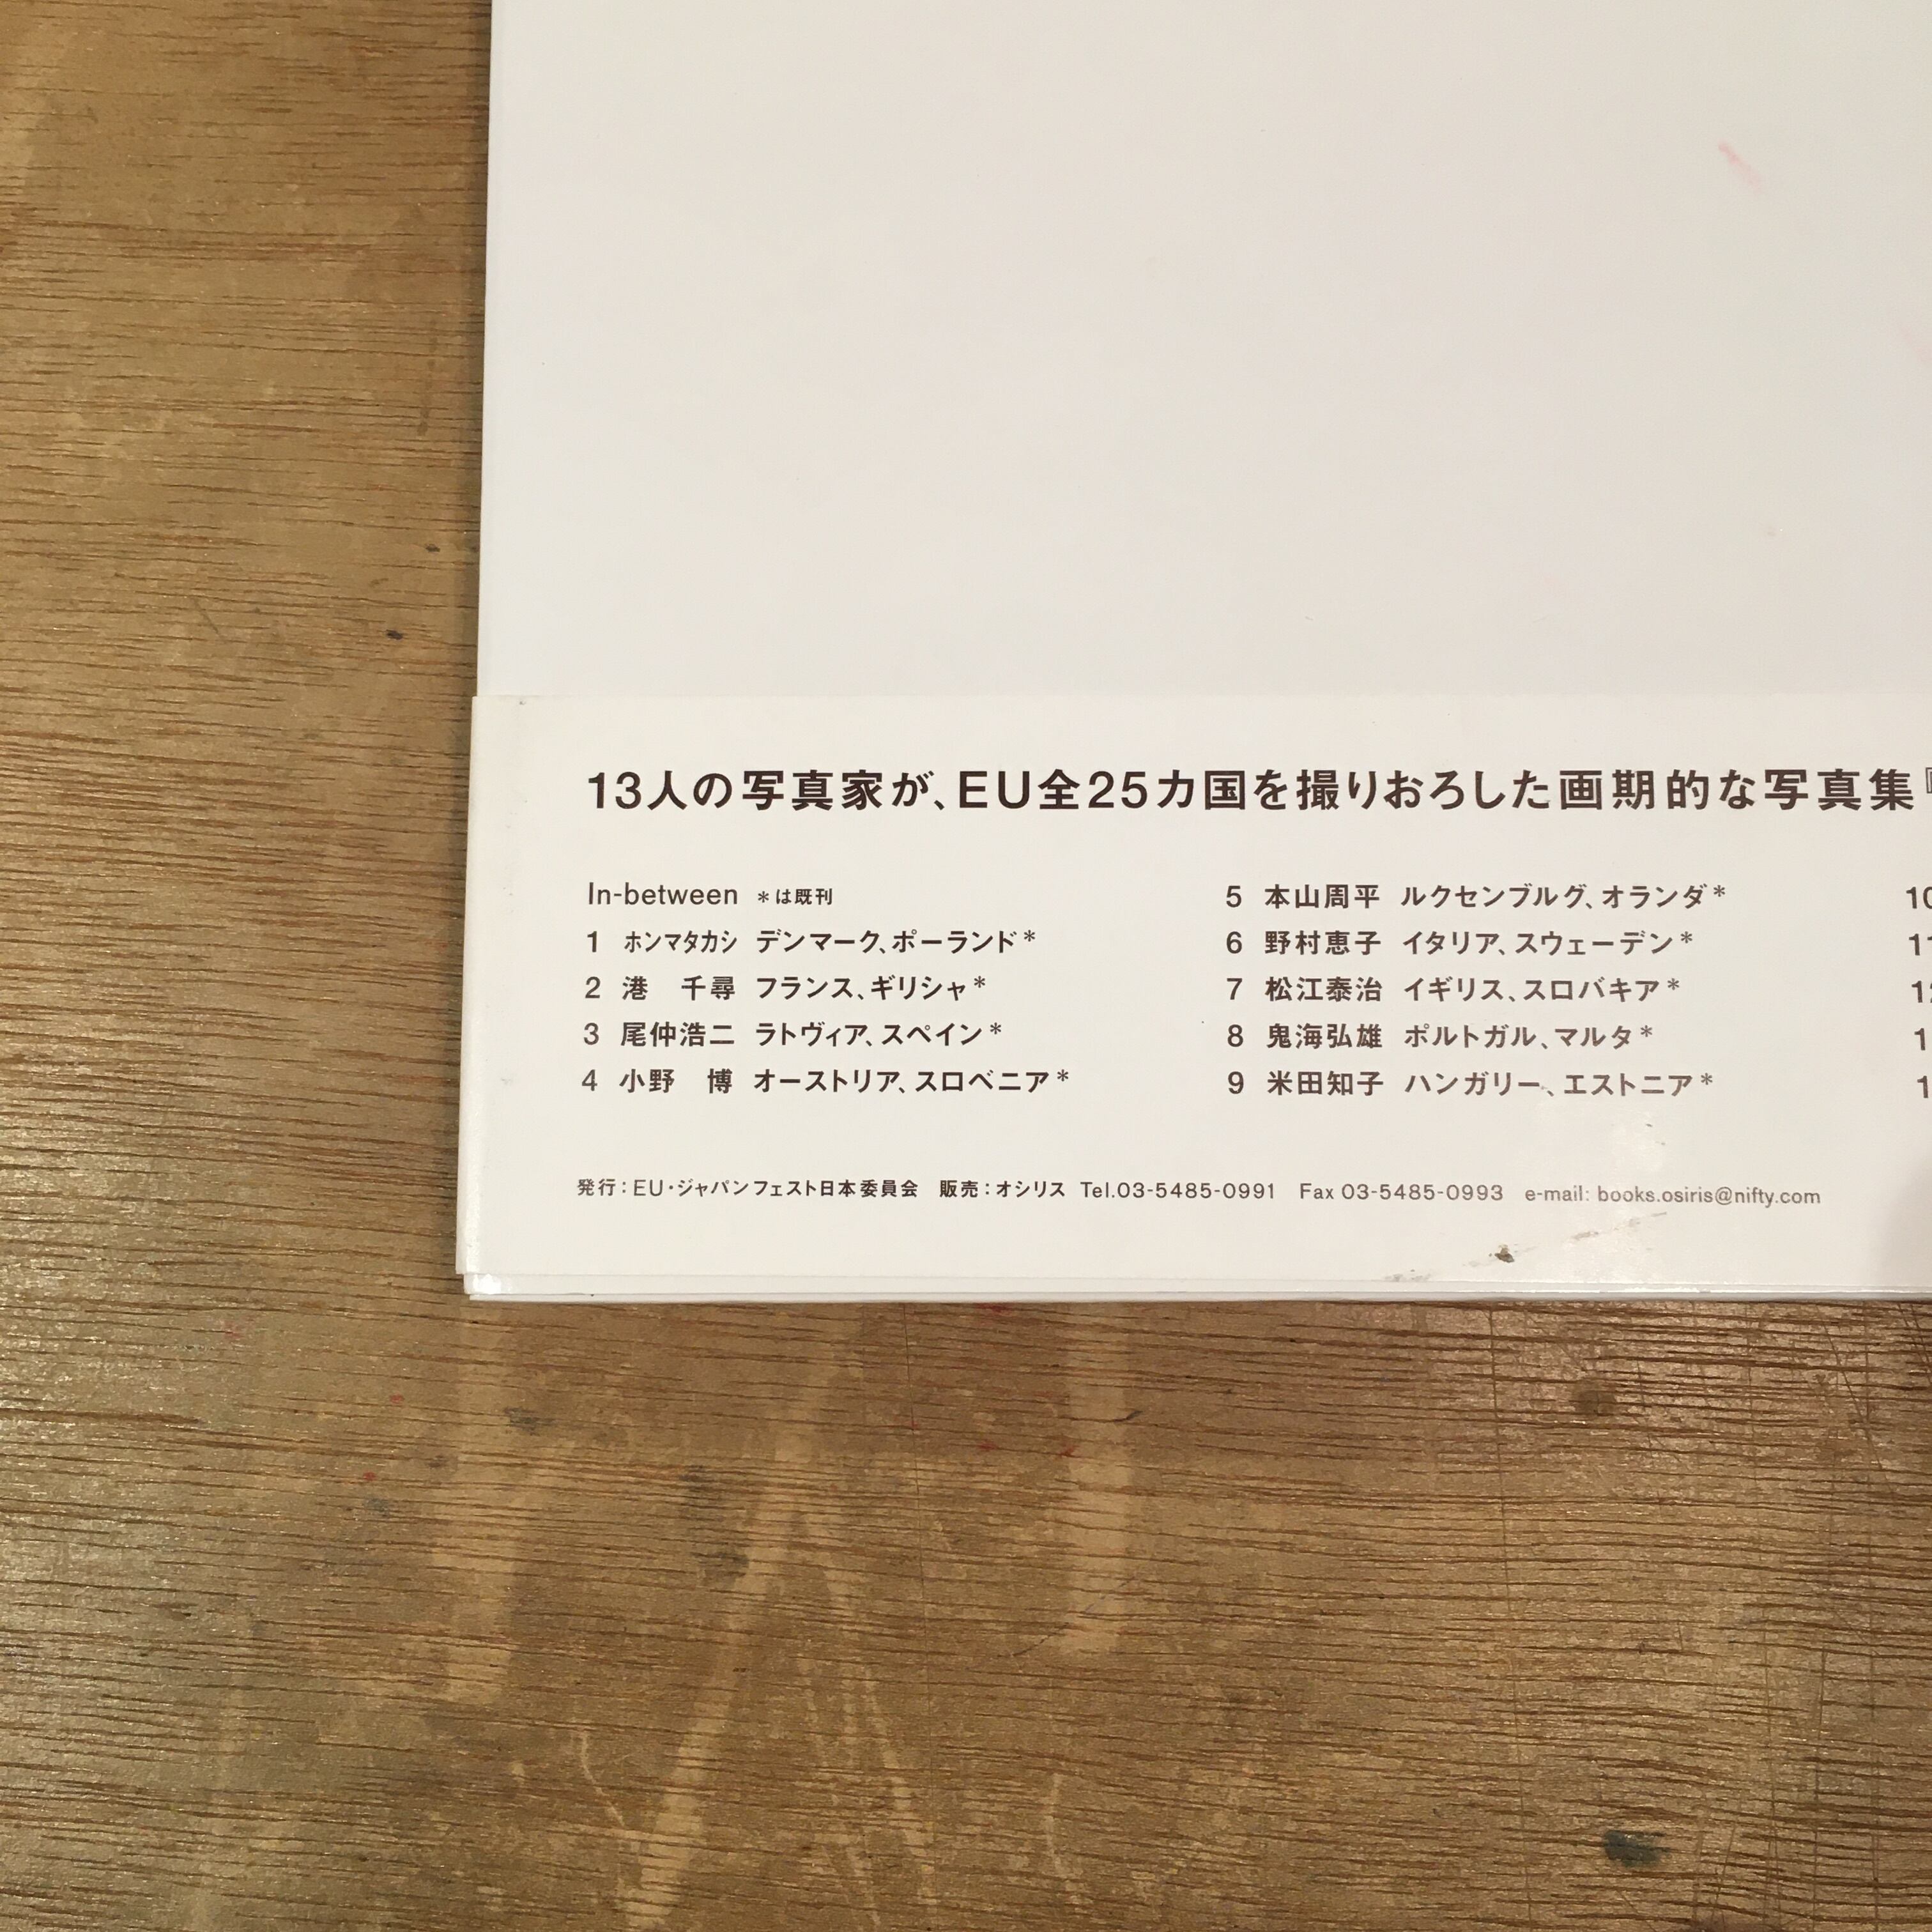 13人の写真家が、EU全25カ国を撮りおろした画期的な写真集『
In-between *は既刊
1 ホンマタカシ デンマーク、ポーランド*
2 港 千尋 フランス、ギリシャ*
3 尾仲浩二 ラトヴィア、スペイン*
4 小野 博 オーストリア、スロベニア*
5 本山周平 ルクセンブルグ、オランダ*
6 野村恵子 イタリア、スウェーデン*
7 松江泰治 イギリス、スロバキア*
8 鬼海弘雄 ポルトガル、マルタ*
9 米田知子 ハンガリー、エストニア*
10
11
発行:EU・ジャパンフェスト日本委員会 販売:オシリス Tel.03-5485-0991 Fax 03-5485-0993 e-mail: books.osiris@nifty.com